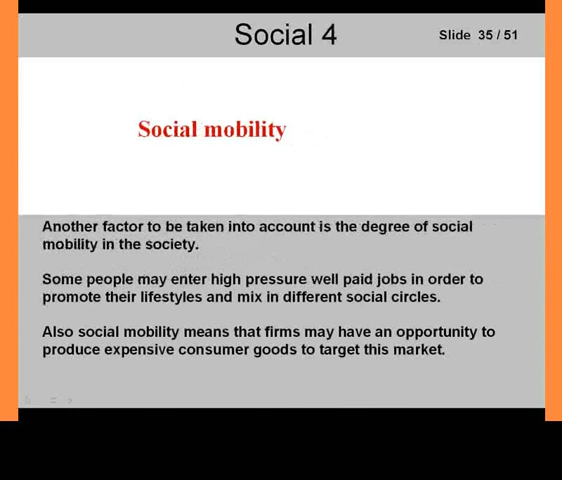 Social 4
Slide 35 / 51
Social mobility
Another factor to be taken into account is the degree of social
mobility in the society.
Some people may enter high pressure well paid jobs in order to
promote their lifestyles and mix in different social circles.
Also social mobility means that firms may have an opportunity to
produce expensive consumer goods to target this market.